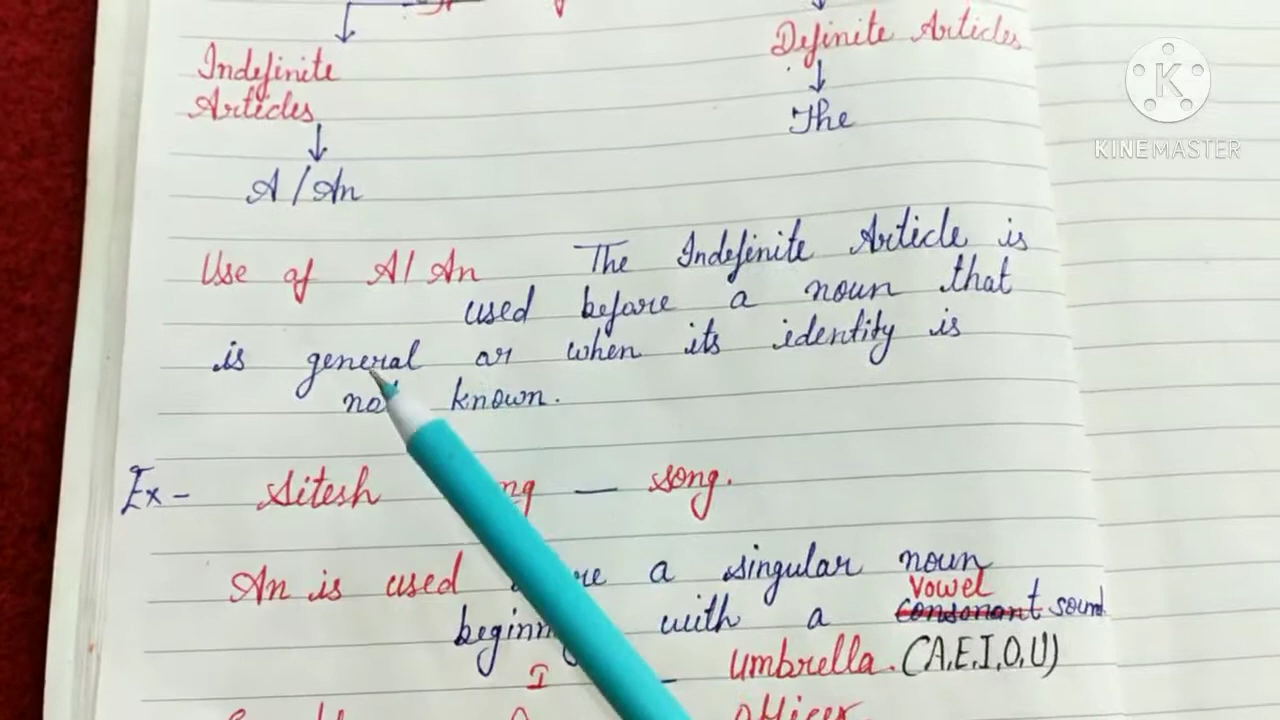 Indefinite
Articles
Definite Articles
The
A/An
K
KINEMASTER
Use of A/An The Indefinite Article is
used before a noun that
is general or when its identity is
not known.
Ex- Sitesh song.
An is used a singular noun
vowel
with a consonant sound
I Umbrella. (A,E,I,O,U)
officer